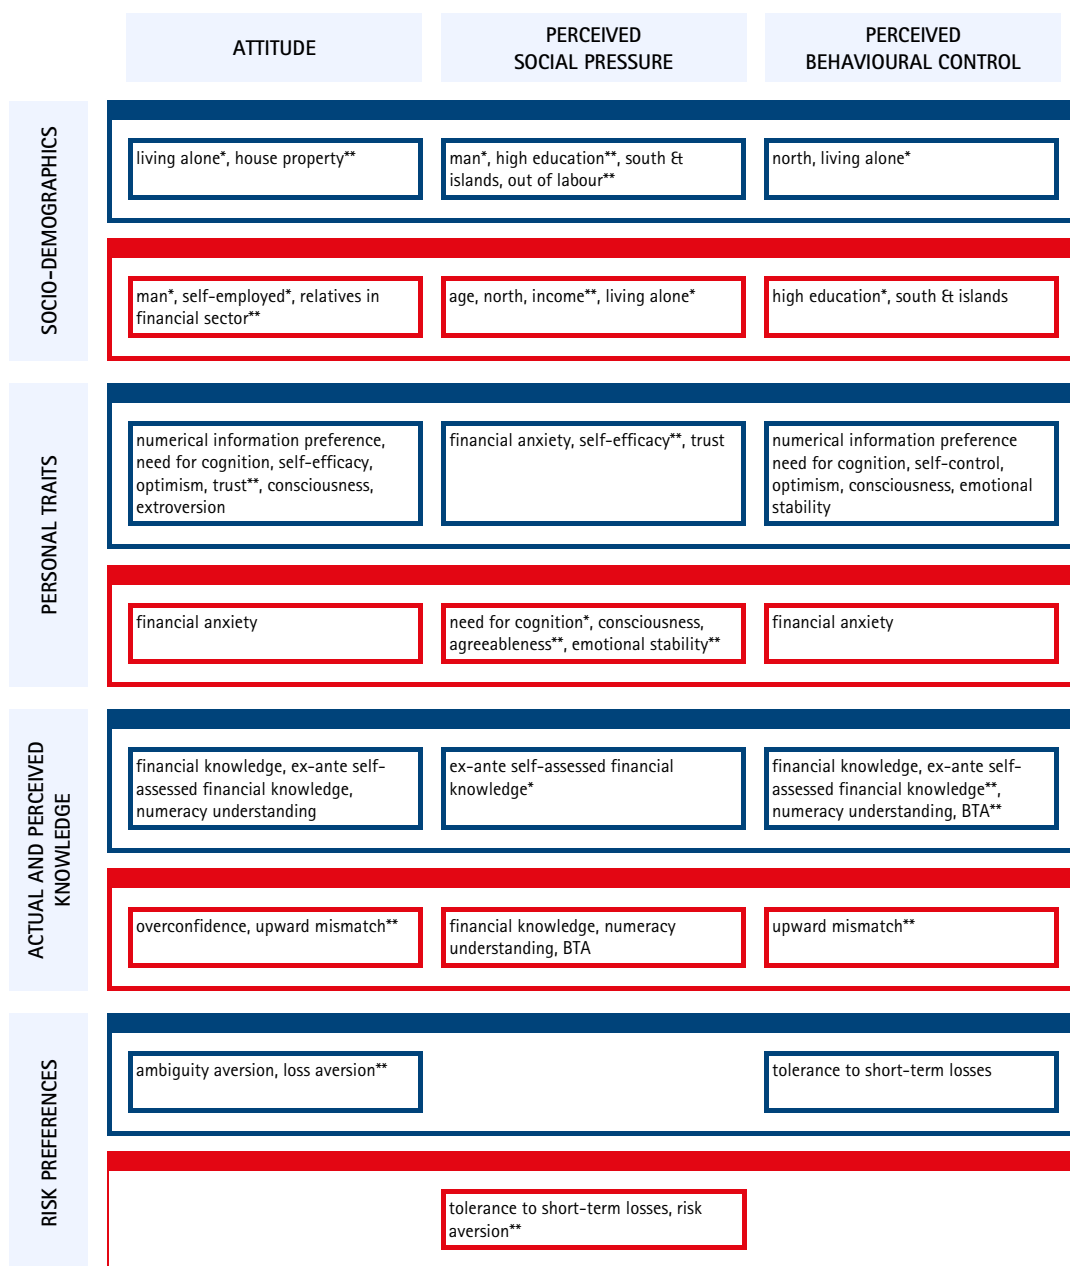 ATTITUDE
PERCEIVED
SOCIAL PRESSURE
PERCEIVED
BEHAVIOURAL CONTROL
SOCIO-DEMOGRAPHICS
living alone*, house property**
man*, high education**, south &
islands, out of labour**
north, living alone*
man*, self-employed*, relatives in
financial sector**
age, north, income**, living alone*
high education*, south & islands
PERSONAL TRAITS
numerical information preference,
need for cognition, self-efficacy,
optimism, trust**, consciousness,
extroversion
financial anxiety, self-efficacy**, trust
numerical information preference
need for cognition, self-control,
optimism, consciousness, emotional
stability
financial anxiety
need for cognition*, consciousness,
agreeableness**, emotional stability**
financial anxiety
ACTUAL AND PERCEIVED
KNOWLEDGE
financial knowledge, ex-ante self-
assessed financial knowledge,
numeracy understanding
ex-ante self-assessed financial
knowledge*
financial knowledge, ex-ante self-
assessed financial knowledge**,
numeracy understanding, BTA**
overconfidence, upward mismatch**
financial knowledge, numeracy
understanding, BTA
upward mismatch**
RISK PREFERENCES
ambiguity aversion, loss aversion**
tolerance to short-term losses
tolerance to short-term losses, risk
aversion**